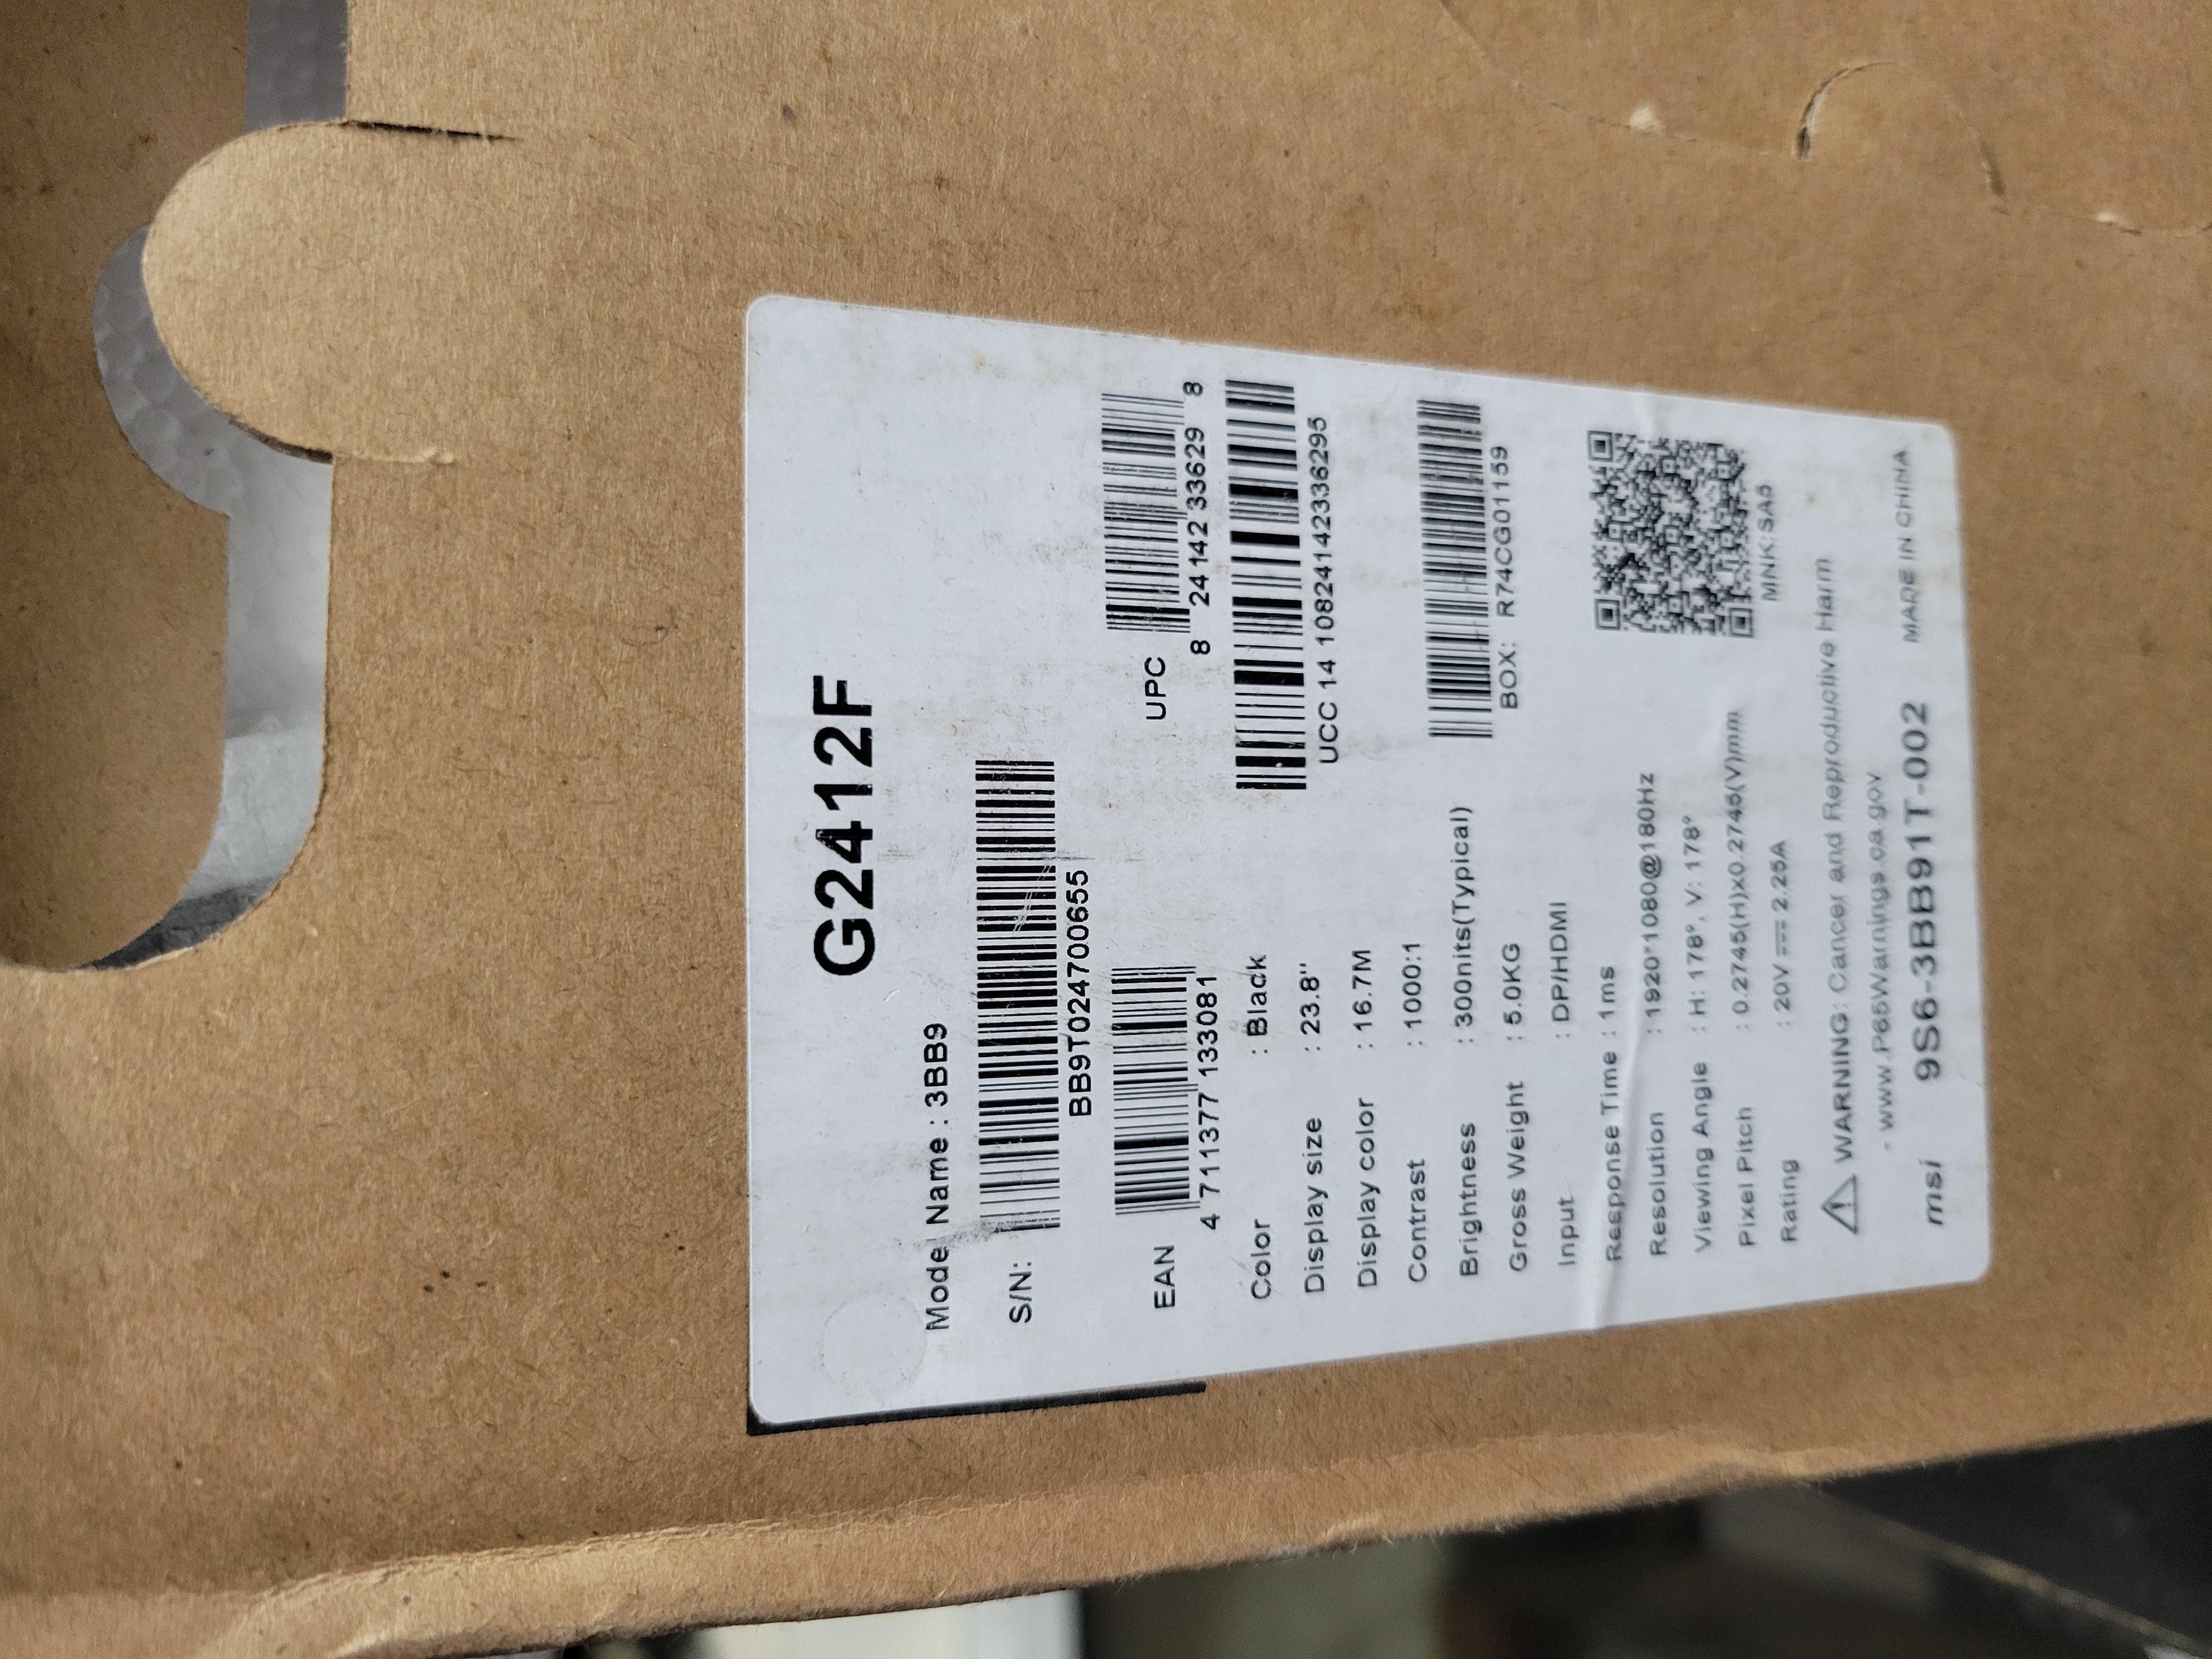 G2412F
Model Name : 3BB9
S/N:
BB9T024700655
EAN
4 711377 133081
UPC
8 24142 33629 8
UCC 14 10824142336295
BOX: R74CG01159
Color : Black
Display size : 23.8"
Display color : 16.7M
Contrast : 1000:1
Brightness : 300nits(Typical)
Gross Weight : 5.0KG
Input : DP/HDMI
Response Time : 1ms
Resolution : 1920*1080@180Hz
Viewing Angle : H: 178°, V: 178°
Pixel Pitch : 0.2745(H)x0.2745(V)mm
Rating : 20V⎓2.25A
MNK:SA5
WARNING: Cancer and Reproductive Harm
- www.P65Warnings.ca.gov
msi 9S6-3BB91T-002 MADE IN CHINA